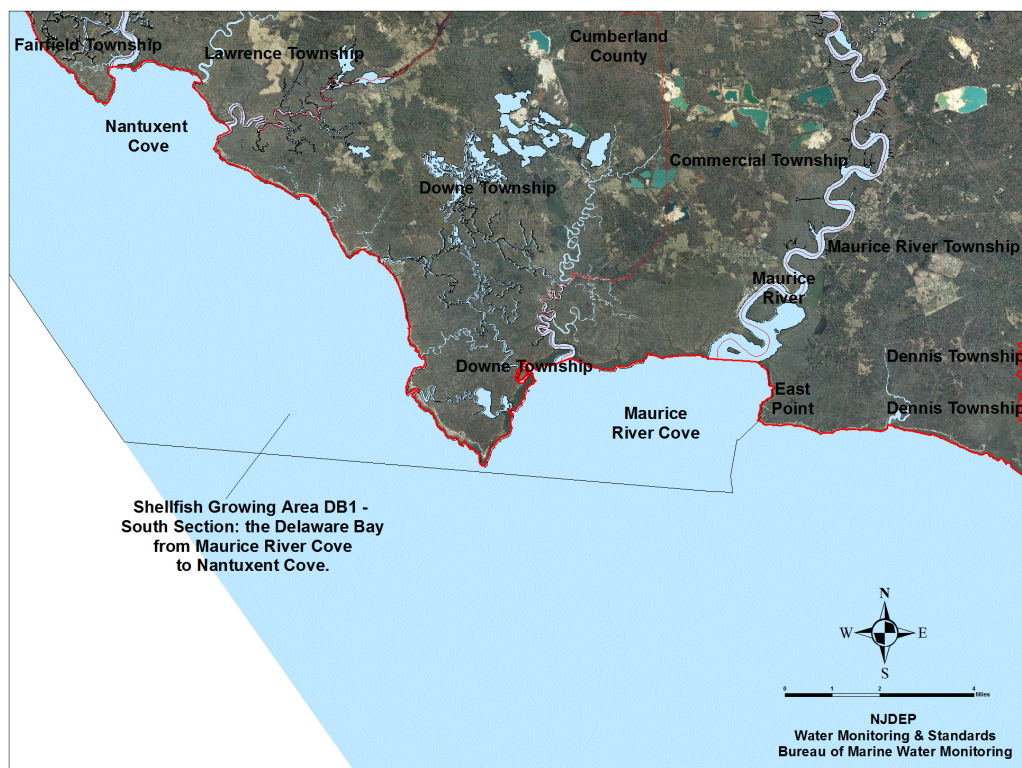 Fairfield Township
Lawrence Township
Cumberland
County
Nantuxent
Cove
Commercial Township
Downe Township
Maurice River Township
Maurice
River
Downe Township
Dennis Township
East
Point
Dennis Township
Maurice
River Cove
Shellfish Growing Area DB1 -
South Section: the Delaware Bay
from Maurice River Cove
to Nantuxent Cove.
N
W E
S
0 1 2 4
Miles
NJDEP
Water Monitoring & Standards
Bureau of Marine Water Monitoring